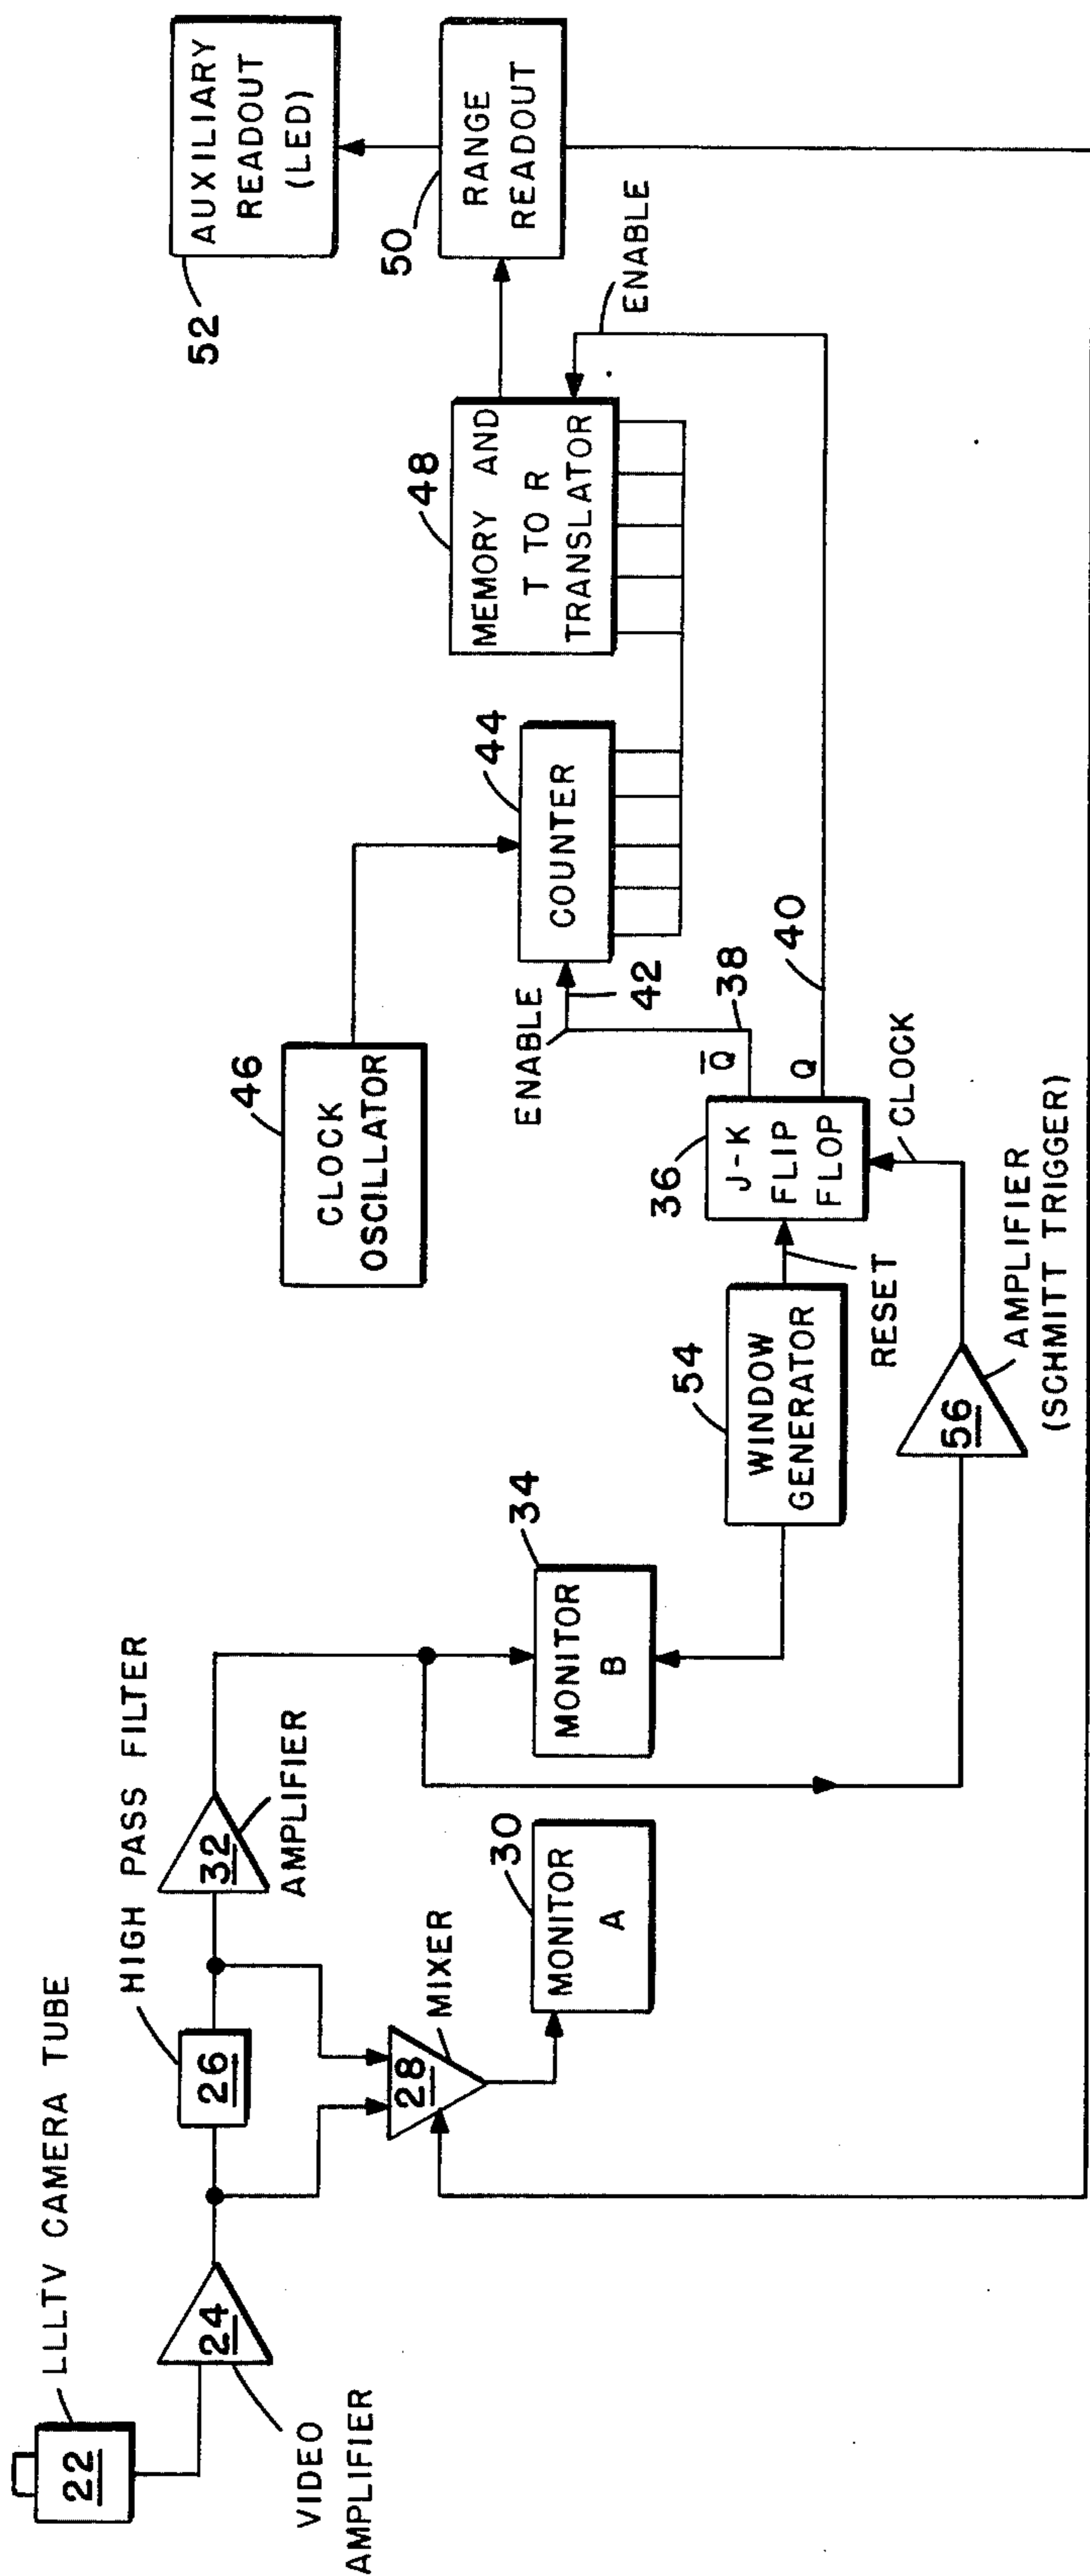 22
LLLTV CAMERA TUBE
24
VIDEO
AMPLIFIER
26
HIGH PASS FILTER
28
MIXER
32
AMPLIFIER
30
MONITOR
A
34
MONITOR
B
54
WINDOW
GENERATOR
RESET
56
AMPLIFIER
(SCHMITT TRIGGER)
CLOCK
36
J-K
FLIP
FLOP
Q̅
Q
38
40
42
ENABLE
46
CLOCK
OSCILLATOR
44
COUNTER
48
MEMORY AND
T TO R
TRANSLATOR
ENABLE
50
RANGE
READOUT
52
AUXILIARY
READOUT
(LED)